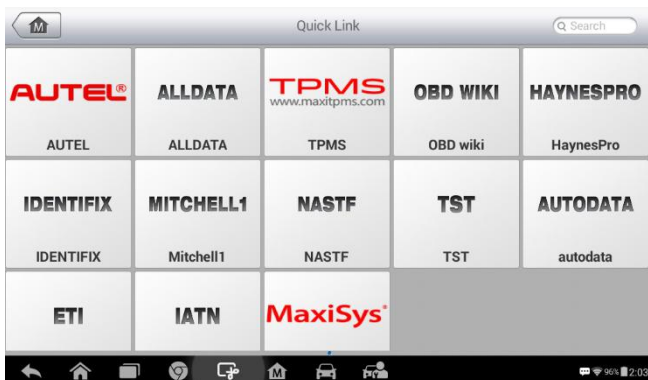 M
Quick Link
Search
AUTEL®
AUTEL
ALLDATA
ALLDATA
TPMS
www.maxitpms.com
TPMS
OBD WIKI
OBD wiki
HAYNESPRO
HaynesPro
IDENTIFIX
IDENTIFIX
MITCHELL1
Mitchell1
NASTF
NASTF
TST
TST
AUTODATA
autodata
ETI
IATN
MaxiSys
M
96% 2:03